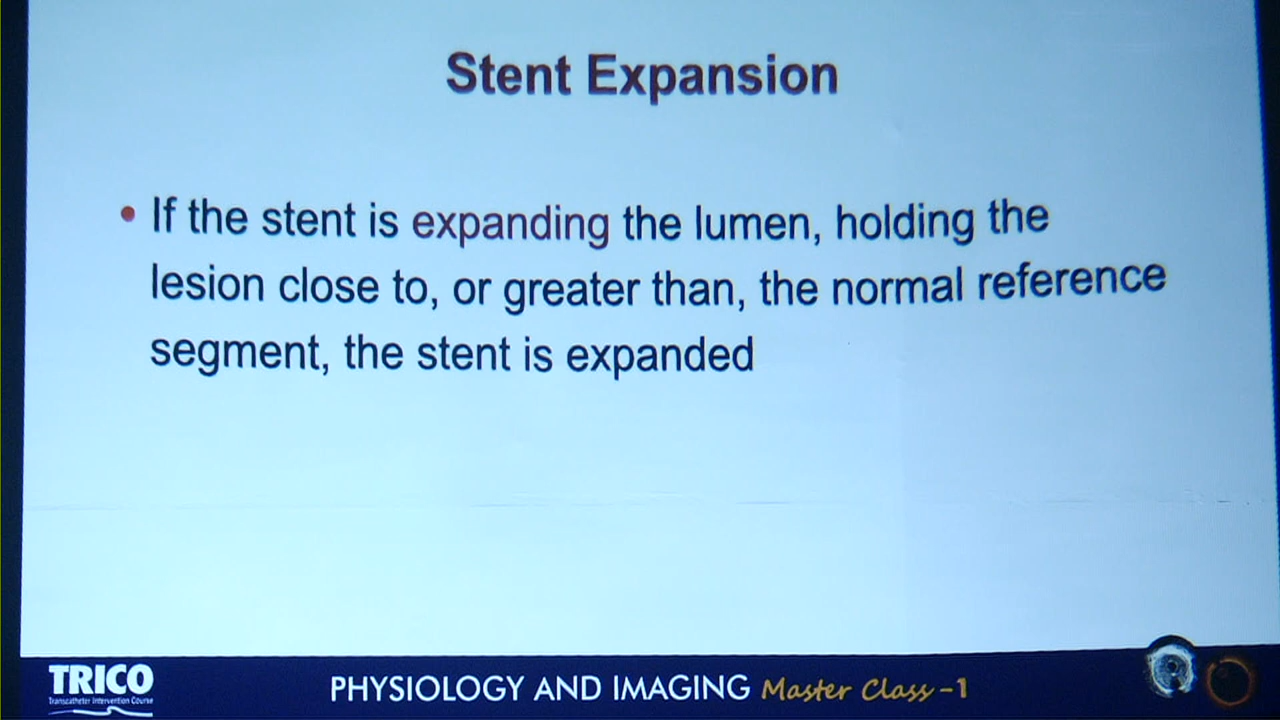 Stent Expansion
• If the stent is expanding the lumen, holding the
lesion close to, or greater than, the normal reference
segment, the stent is expanded
TRICO
Transcatheter Intervention Course
PHYSIOLOGY AND IMAGING Master Class -1